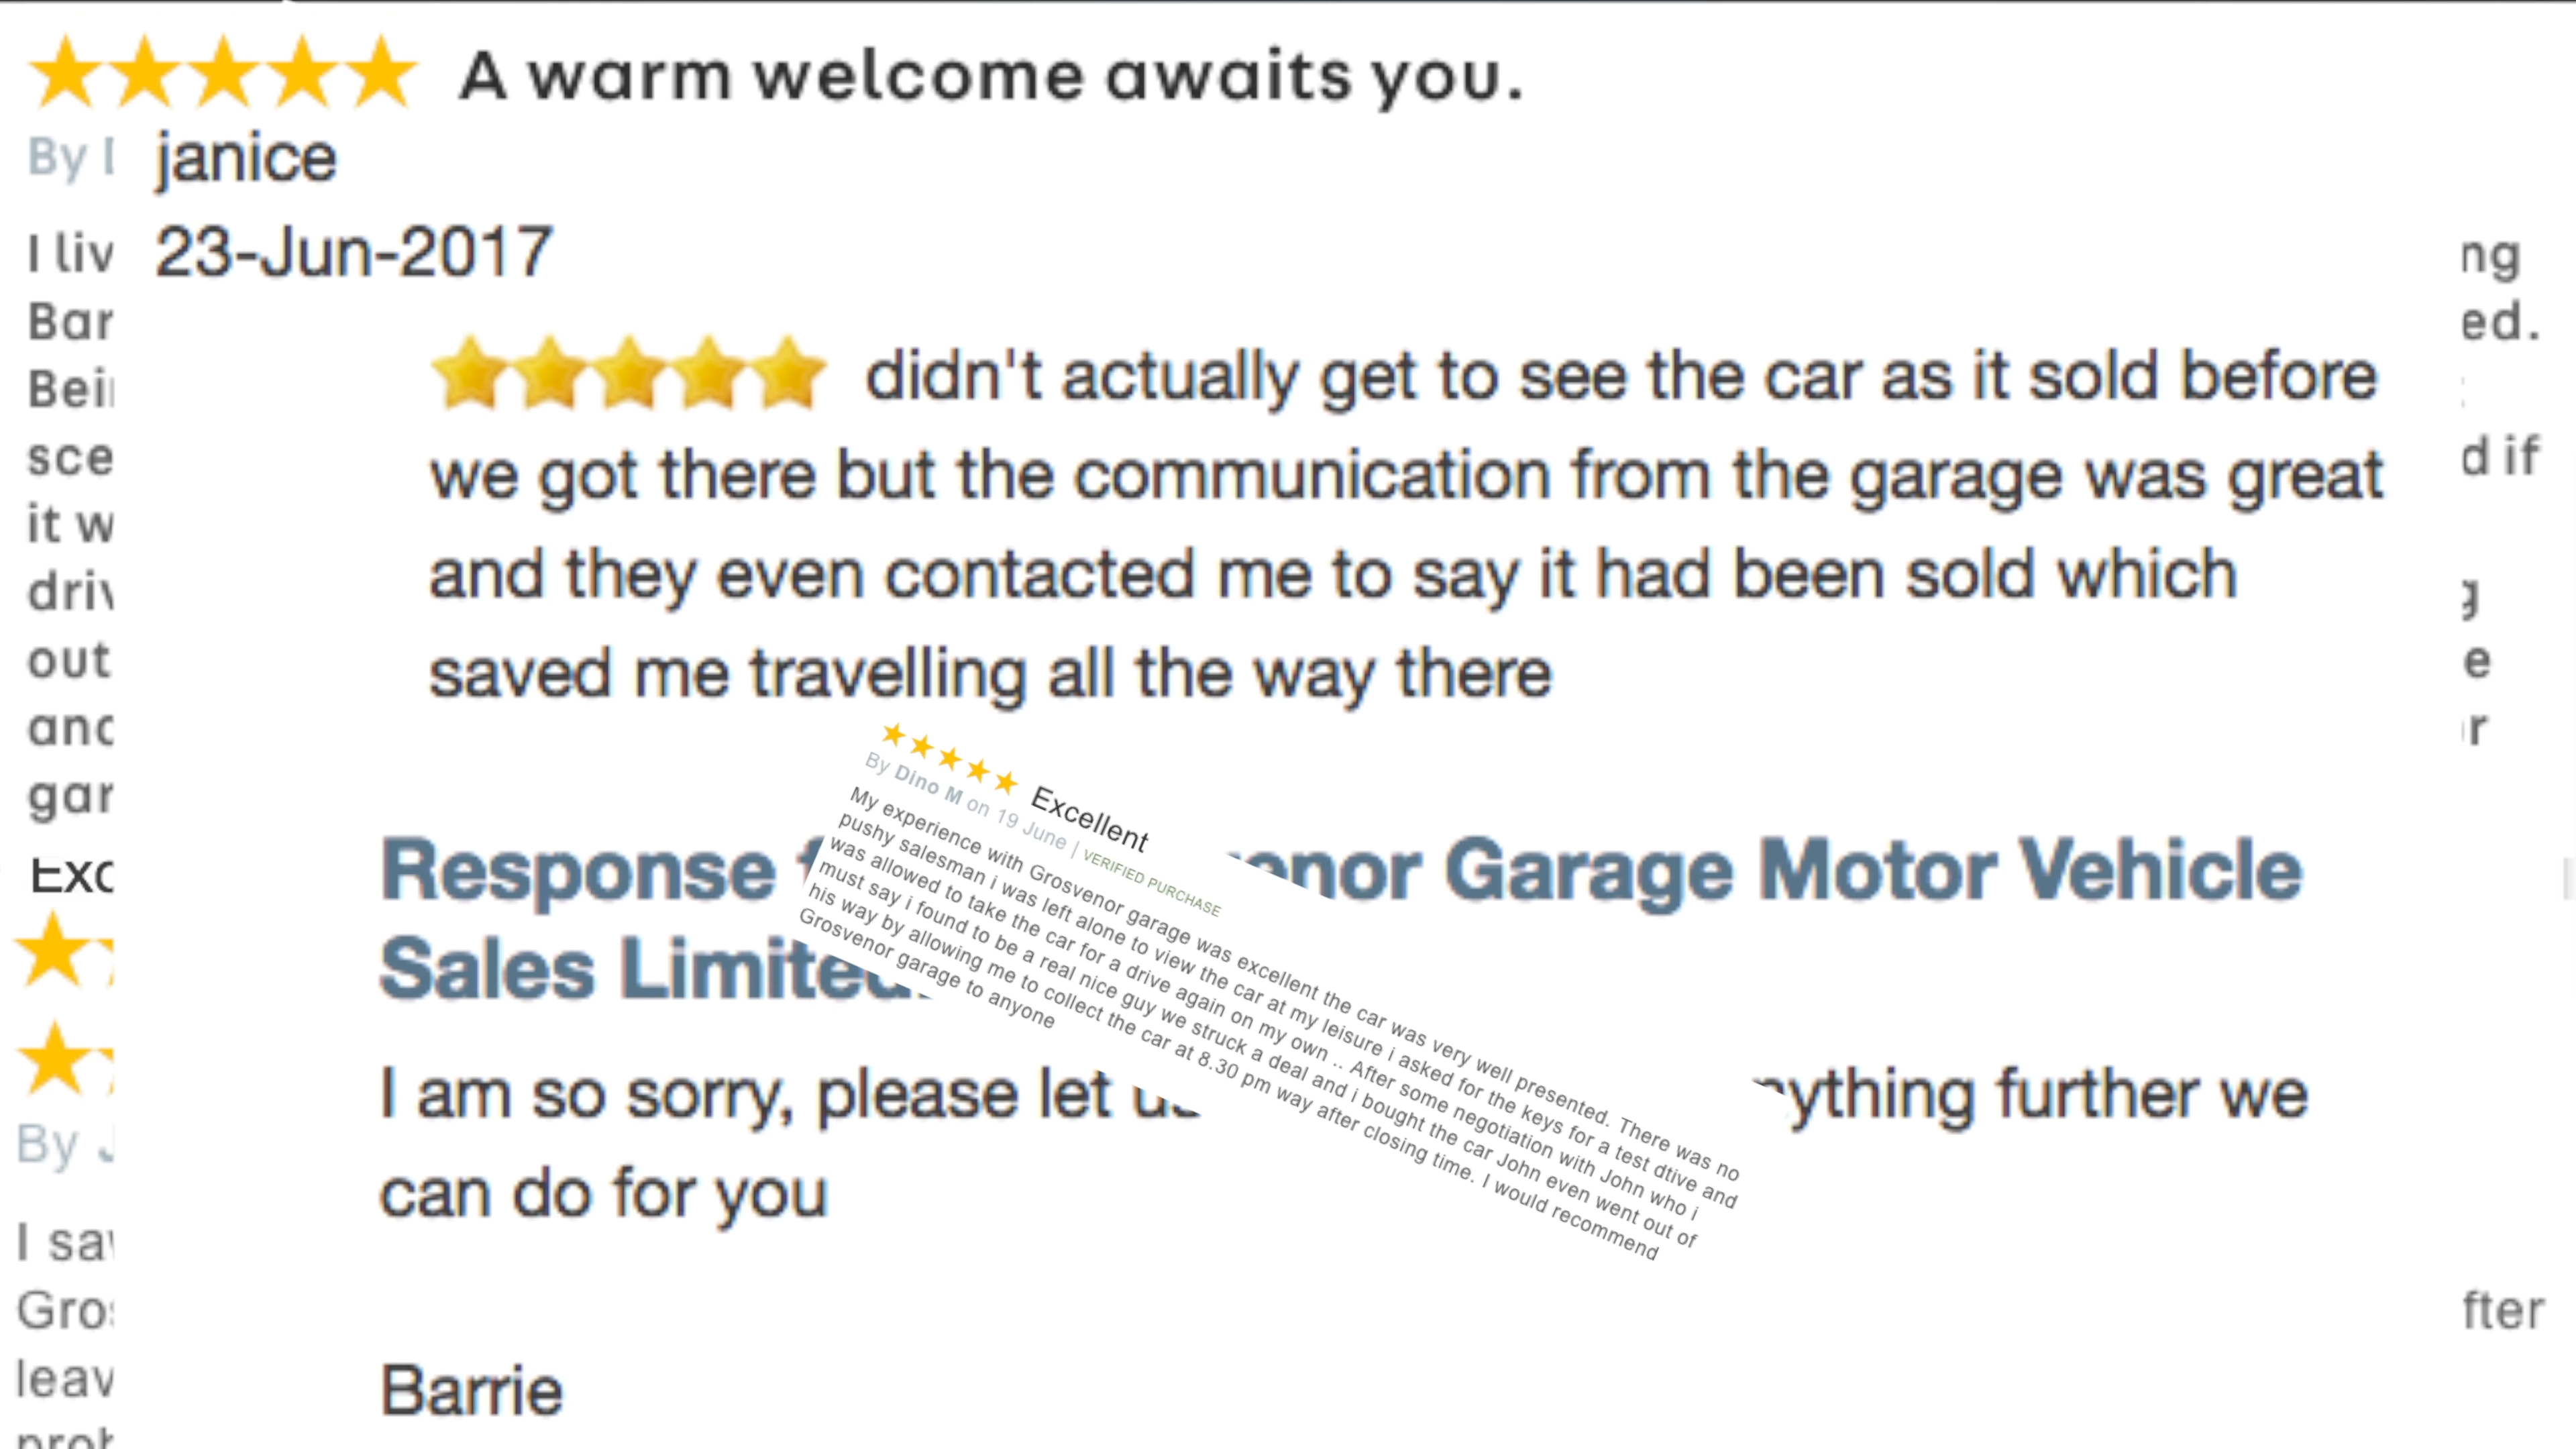 A warm welcome awaits you.
By
janice
23-Jun-2017
didn't actually get to see the car as it sold before
we got there but the communication from the garage was great
and they even contacted me to say it had been sold which
saved me travelling all the way there
Excellent
By Dino M on 19 June | VERIFIED PURCHASE
My experience with Grosvenor garage was excellent the car was very well presented. There was no
pushy salesman i was left alone to view the car at my leisure i asked for the keys for a test dtive and
was allowed to take the car for a drive again on my own .. After some negotiation with John who i
must say i found to be a real nice guy we struck a deal and i bought the car John even went out of
his way by allowing me to collect the car at 8.30 pm way after closing time. I would recommend
Grosvenor garage to anyone
Response Garage Motor Vehicle
Sales Limited
I am so sorry, please let us further we
can do for you
Barrie
By
I
it
out
if